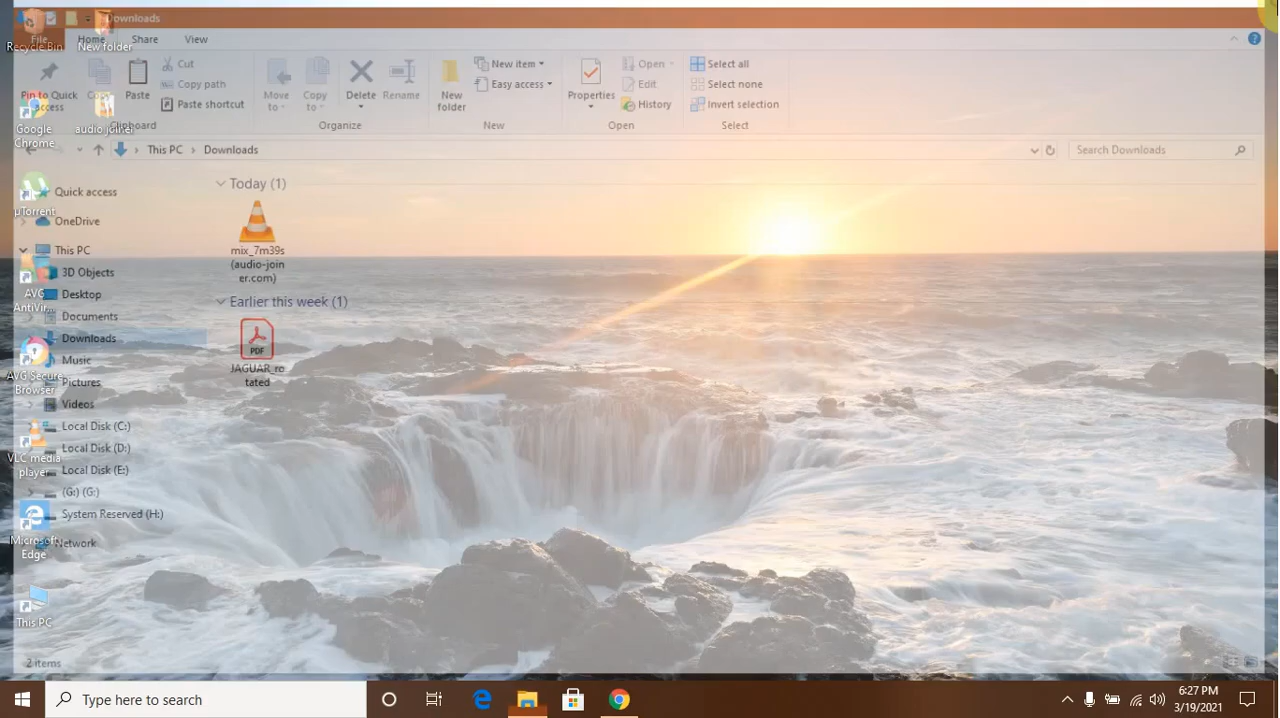 Downloads
File
Home
Share
View
Recycle Bin
New folder
Pin to Quick
access
Copy
Paste
Cut
Copy path
Paste shortcut
Clipboard
Move
to
Copy
to
Delete
Rename
Organize
New
folder
New item
Easy access
New
Properties
Open
Edit
History
Open
Select all
Select none
Invert selection
Select
Google
Chrome
audio joiner
This PC
Downloads
Search Downloads
Quick access
OneDrive
This PC
3D Objects
Desktop
Documents
Downloads
Music
Pictures
Videos
Local Disk (C:)
Local Disk (D:)
Local Disk (E:)
(G:) (G:)
System Reserved (H:)
Network
µTorrent
AVG
AntiVir...
AVG Secure
Browser
VLC media
player
Microsoft
Edge
This PC
Today (1)
mix_7m39s
(audio-join
er.com)
Earlier this week (1)
PDF
JAGUAR_ro
tated
2 items
Type here to search
6:27 PM
3/19/2021